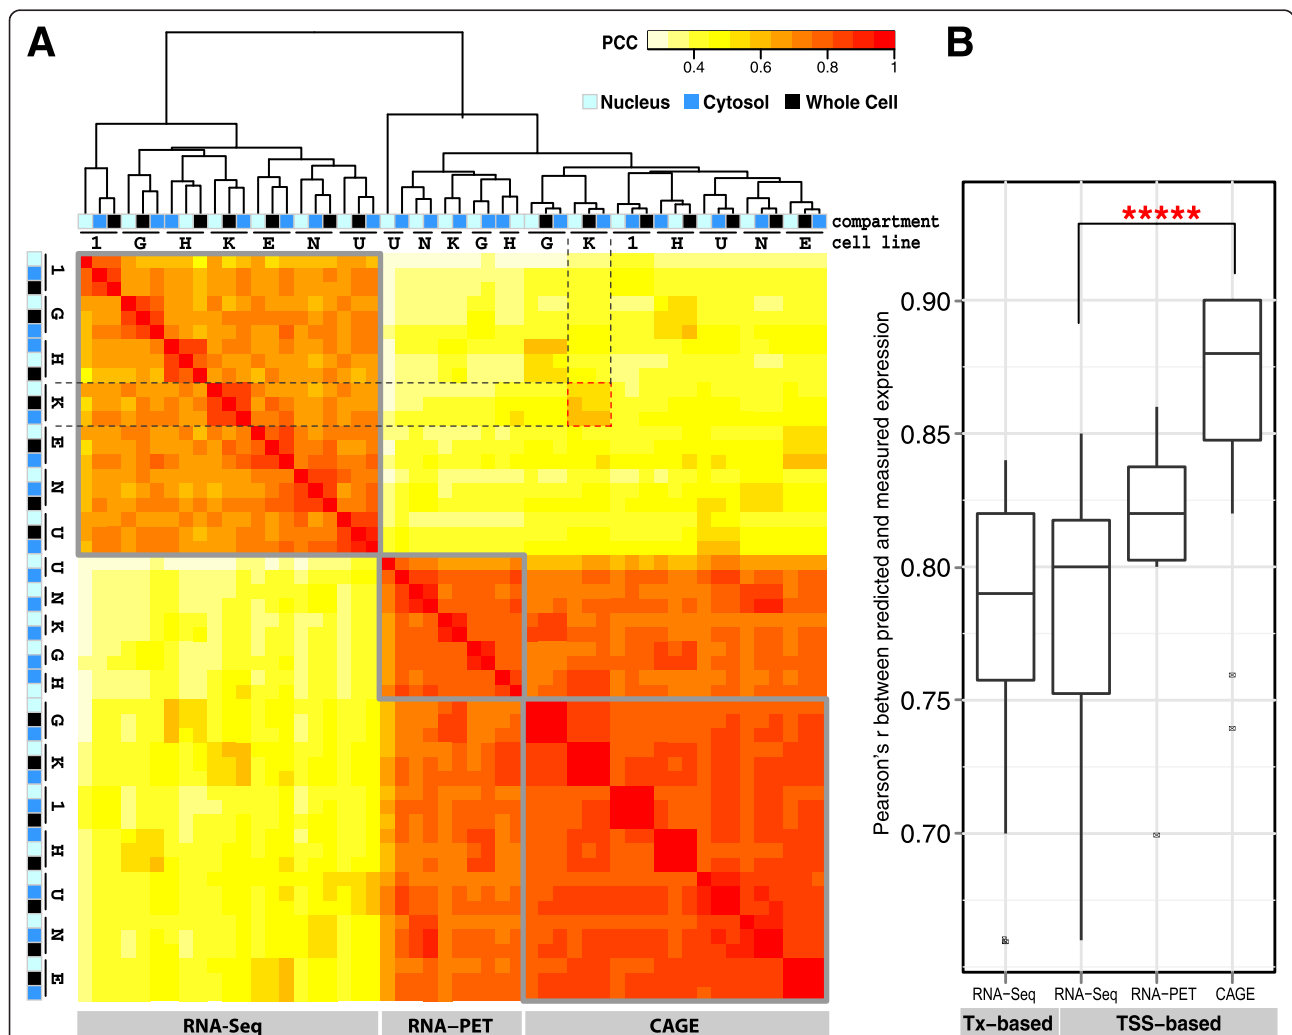 A
PCC
0.4 0.6 0.8 1
Nucleus Cytosol Whole Cell
compartment
1 G H K E N U U N K G H G K 1 H U N E cell line
1
G
H
K
E
N
U
U
N
K
G
H
G
K
1
H
U
N
E
RNA-Seq RNA-PET CAGE
B
*****
Pearson's r between predicted and measured expression
0.90
0.85
0.80
0.75
0.70
RNA-Seq RNA-Seq RNA-PET CAGE
Tx-based TSS-based